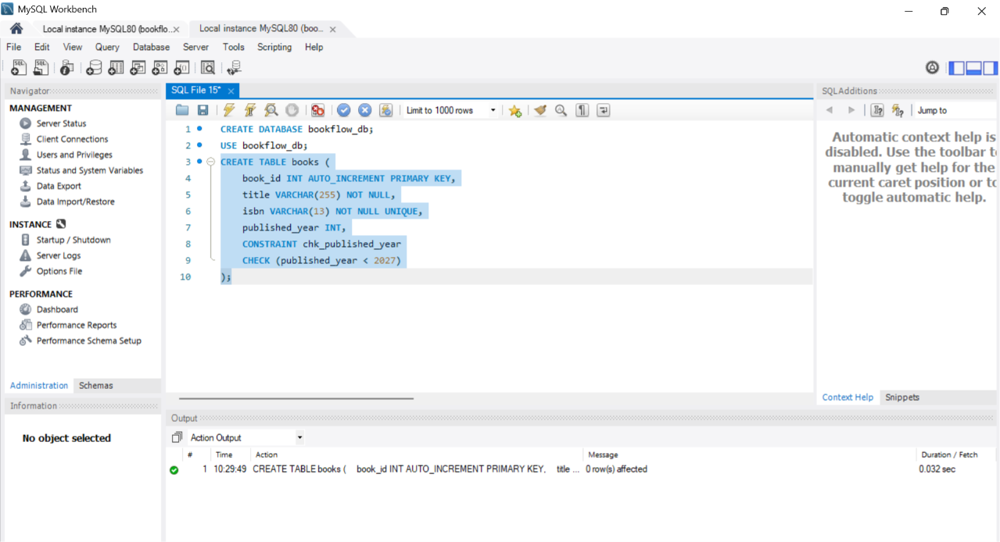 MySQL Workbench
Local instance MySQL80 (bookflo..
Local instance MySQL80 (boo...
File Edit View Query Database Server Tools Scripting Help
Navigator
MANAGEMENT
Server Status
Client Connections
Users and Privileges
Status and System Variables
Data Export
Data Import/Restore
INSTANCE
Startup / Shutdown
Server Logs
Options File
PERFORMANCE
Dashboard
Performance Reports
Performance Schema Setup
Administration Schemas
Information
No object selected
SQL File 15*
Limit to 1000 rows
1 CREATE DATABASE bookflow_db;
2 USE bookflow_db;
3 CREATE TABLE books (
4 book_id INT AUTO_INCREMENT PRIMARY KEY,
5 title VARCHAR(255) NOT NULL,
6 isbn VARCHAR(13) NOT NULL UNIQUE,
7 published_year INT,
8 CONSTRAINT chk_published_year
9 CHECK (published_year < 2027)
10 );
SQLAdditions
Jump to
Automatic context help is
disabled. Use the toolbar t
manually get help for the
current caret position or to
toggle automatic help.
Context Help Snippets
Output
Action Output
# Time Action Message Duration / Fetch
1 10:29:49 CREATE TABLE books ( book_id INT AUTO_INCREMENT PRIMARY KEY, title ... 0 row(s) affected 0.032 sec